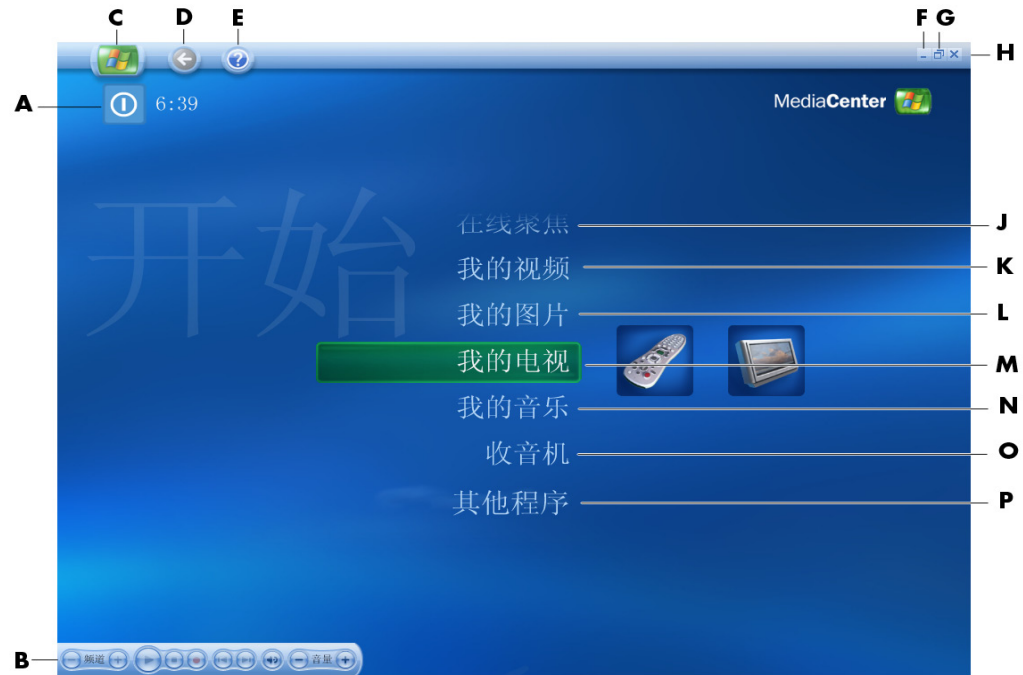 C D E F G
H
A 6:39 MediaCenter
开始
在线聚焦 J
我的视频 K
我的图片 L
我的电视 M
我的音乐 N
收音机 O
其他程序 P
B 频道 音量